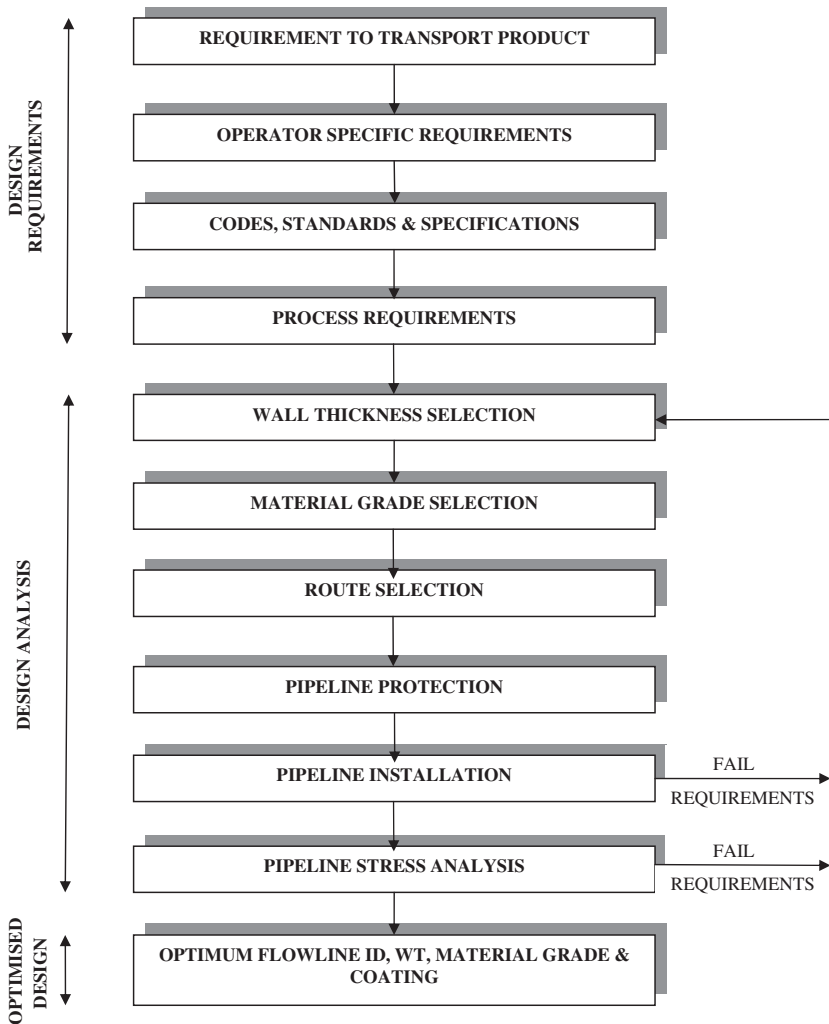 DESIGN
REQUIREMENTS
REQUIREMENT TO TRANSPORT PRODUCT
OPERATOR SPECIFIC REQUIREMENTS
CODES, STANDARDS & SPECIFICATIONS
PROCESS REQUIREMENTS
DESIGN ANALYSIS
WALL THICKNESS SELECTION
MATERIAL GRADE SELECTION
ROUTE SELECTION
PIPELINE PROTECTION
PIPELINE INSTALLATION
FAIL
REQUIREMENTS
PIPELINE STRESS ANALYSIS
FAIL
REQUIREMENTS
OPTIMISED
DESIGN
OPTIMUM FLOWLINE ID, WT, MATERIAL GRADE &
COATING